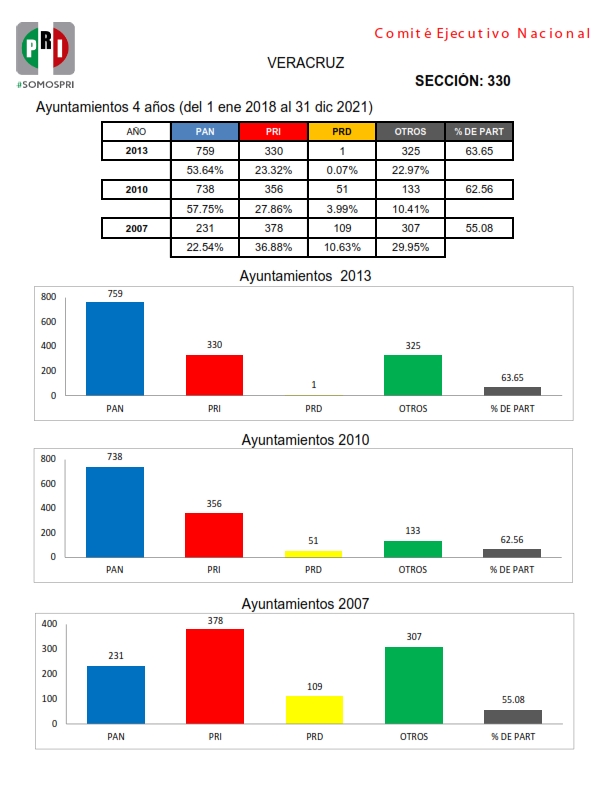 Comité Ejecutivo Nacional
PRI
#SOMOSPRI
VERACRUZ
SECCIÓN: 330
Ayuntamientos 4 años (del 1 ene 2018 al 31 dic 2021)
AÑO PAN PRI PRD OTROS % DE PART
2013 759 330 1 325 63.65
53.64% 23.32% 0.07% 22.97%
2010 738 356 51 133 62.56
57.75% 27.86% 3.99% 10.41%
2007 231 378 109 307 55.08
22.54% 36.88% 10.63% 29.95%
Ayuntamientos 2013
800
600
400
200
0
759 330 1 325 63.65
PAN PRI PRD OTROS % DE PART
Ayuntamientos 2010
800
600
400
200
0
738 356 51 133 62.56
PAN PRI PRD OTROS % DE PART
Ayuntamientos 2007
400
300
200
100
0
231 378 109 307 55.08
PAN PRI PRD OTROS % DE PART